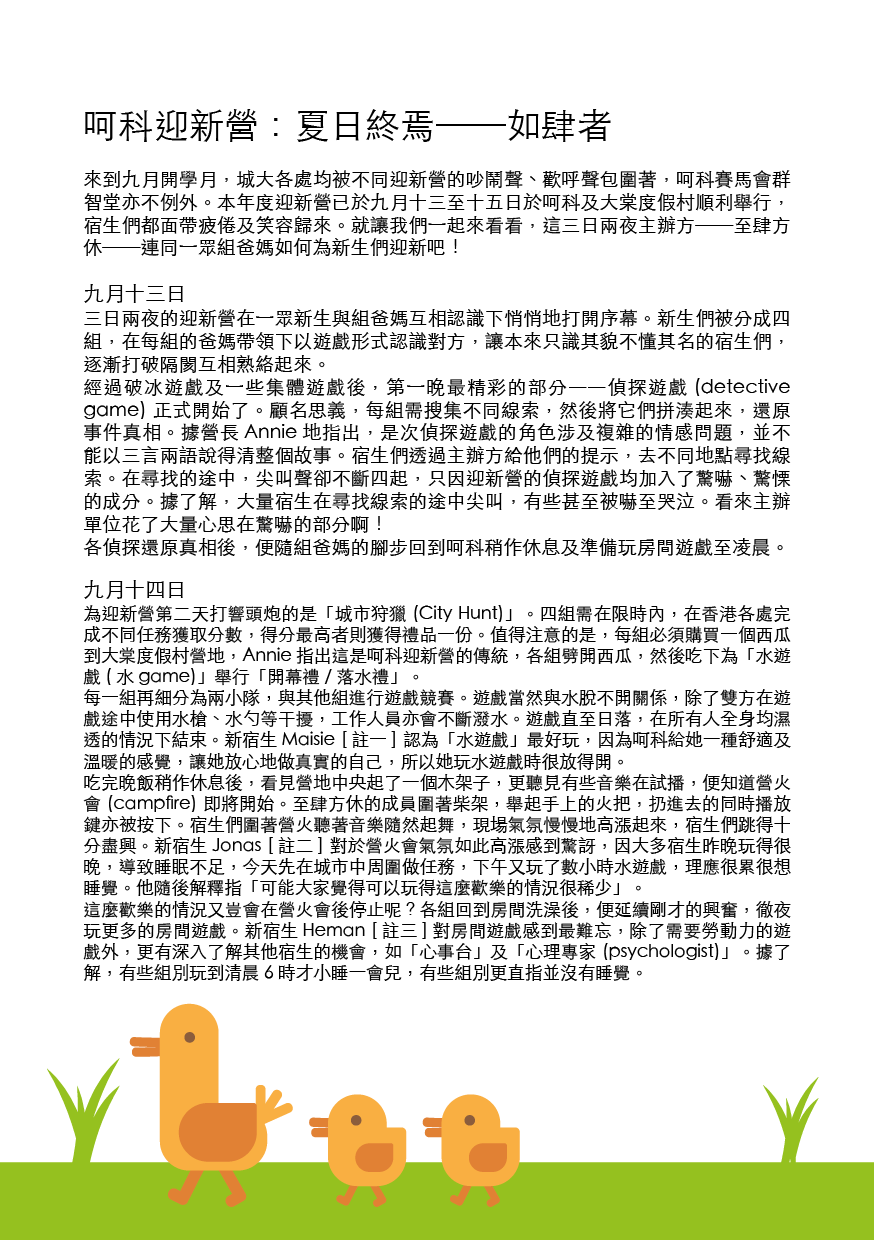 呵科迎新營：夏日終焉——如肆者
來到九月開學月，城大各處均被不同迎新營的吵鬧聲、歡呼聲包圍著，呵科賽馬會群
智堂亦不例外。本年度迎新營已於九月十三至十五日於呵科及大棠度假村順利舉行，
宿生們都面帶疲倦及笑容歸來。就讓我們一起來看看，這三日兩夜主辦方——至肆方
休——連同一眾組爸媽如何為新生們迎新吧！
九月十三日
三日兩夜的迎新營在一眾新生與組爸媽互相認識下悄悄地打開序幕。新生們被分成四
組，在每組的爸媽帶領下以遊戲形式認識對方，讓本來只識其貌不懂其名的宿生們，
逐漸打破隔閡互相熟絡起來。
經過破冰遊戲及一些集體遊戲後，第一晚最精彩的部分——偵探遊戲 (detective
game) 正式開始了。顧名思義，每組需搜集不同線索，然後將它們拼湊起來，還原
事件真相。據營長 Annie 地指出，是次偵探遊戲的角色涉及複雜的情感問題，並不
能以三言兩語說得清整個故事。宿生們透過主辦方給他們的提示，去不同地點尋找線
索。在尋找的途中，尖叫聲卻不斷四起，只因迎新營的偵探遊戲均加入了驚嚇、驚慄
的成分。據了解，大量宿生在尋找線索的途中尖叫，有些甚至被嚇至哭泣。看來主辦
單位花了大量心思在驚嚇的部分啊！
各偵探還原真相後，便隨組爸媽的腳步回到呵科稍作休息及準備玩房間遊戲至凌晨。
九月十四日
為迎新營第二天打響頭炮的是「城市狩獵 (City Hunt)」。四組需在限時內，在香港各處完
成不同任務獲取分數，得分最高者則獲得禮品一份。值得注意的是，每組必須購買一個西瓜
到大棠度假村營地，Annie 指出這是呵科迎新營的傳統，各組劈開西瓜，然後吃下為「水遊
戲 ( 水 game)」舉行「開幕禮 / 落水禮」。
每一組再細分為兩小隊，與其他組進行遊戲競賽。遊戲當然與水脫不開關係，除了雙方在遊
戲途中使用水槍、水勺等干擾，工作人員亦會不斷潑水。遊戲直至日落，在所有人全身均濕
透的情況下結束。新宿生 Maisie [ 註一 ] 認為「水遊戲」最好玩，因為呵科給她一種舒適及
溫暖的感覺，讓她放心地做真實的自己，所以她玩水遊戲時很放得開。
吃完晚飯稍作休息後，看見營地中央起了一個木架子，更聽見有些音樂在試播，便知道營火
會 (campfire) 即將開始。至肆方休的成員圍著柴架，舉起手上的火把，扔進去的同時播放
鍵亦被按下。宿生們圍著營火聽著音樂隨然起舞，現場氣氛慢慢地高漲起來，宿生們跳得十
分盡興。新宿生 Jonas [ 註二 ] 對於營火會氣氛如此高漲感到驚訝，因大多宿生昨晚玩得很
晚，導致睡眠不足，今天先在城市中周圍做任務，下午又玩了數小時水遊戲，理應很累很想
睡覺。他隨後解釋指「可能大家覺得可以玩得這麼歡樂的情況很稀少」。
這麼歡樂的情況又豈會在營火會後停止呢？各組回到房間洗澡後，便延續剛才的興奮，徹夜
玩更多的房間遊戲。新宿生 Heman [ 註三 ] 對房間遊戲感到最難忘，除了需要勞動力的遊
戲外，更有深入了解其他宿生的機會，如「心事台」及「心理專家 (psychologist)」。據了
解，有些組別玩到清晨 6 時才小睡一會兒，有些組別更直指並沒有睡覺。